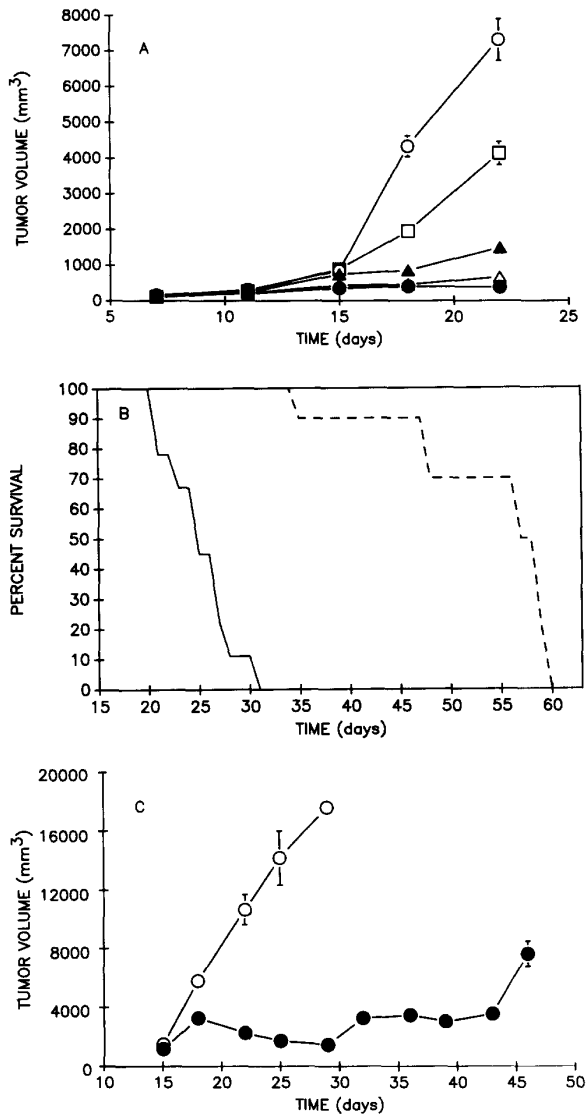 A
TUMOR VOLUME (mm3)
8000
7000
6000
5000
4000
3000
2000
1000
0
5 10 15 20 25
TIME (days)
B
PERCENT SURVIVAL
100
90
80
70
60
50
40
30
20
10
0
15 20 25 30 35 40 45 50 55 60
TIME (days)
C
TUMOR VOLUME (mm3)
20000
16000
12000
8000
4000
0
10 15 20 25 30 35 40 45 50
TIME (days)